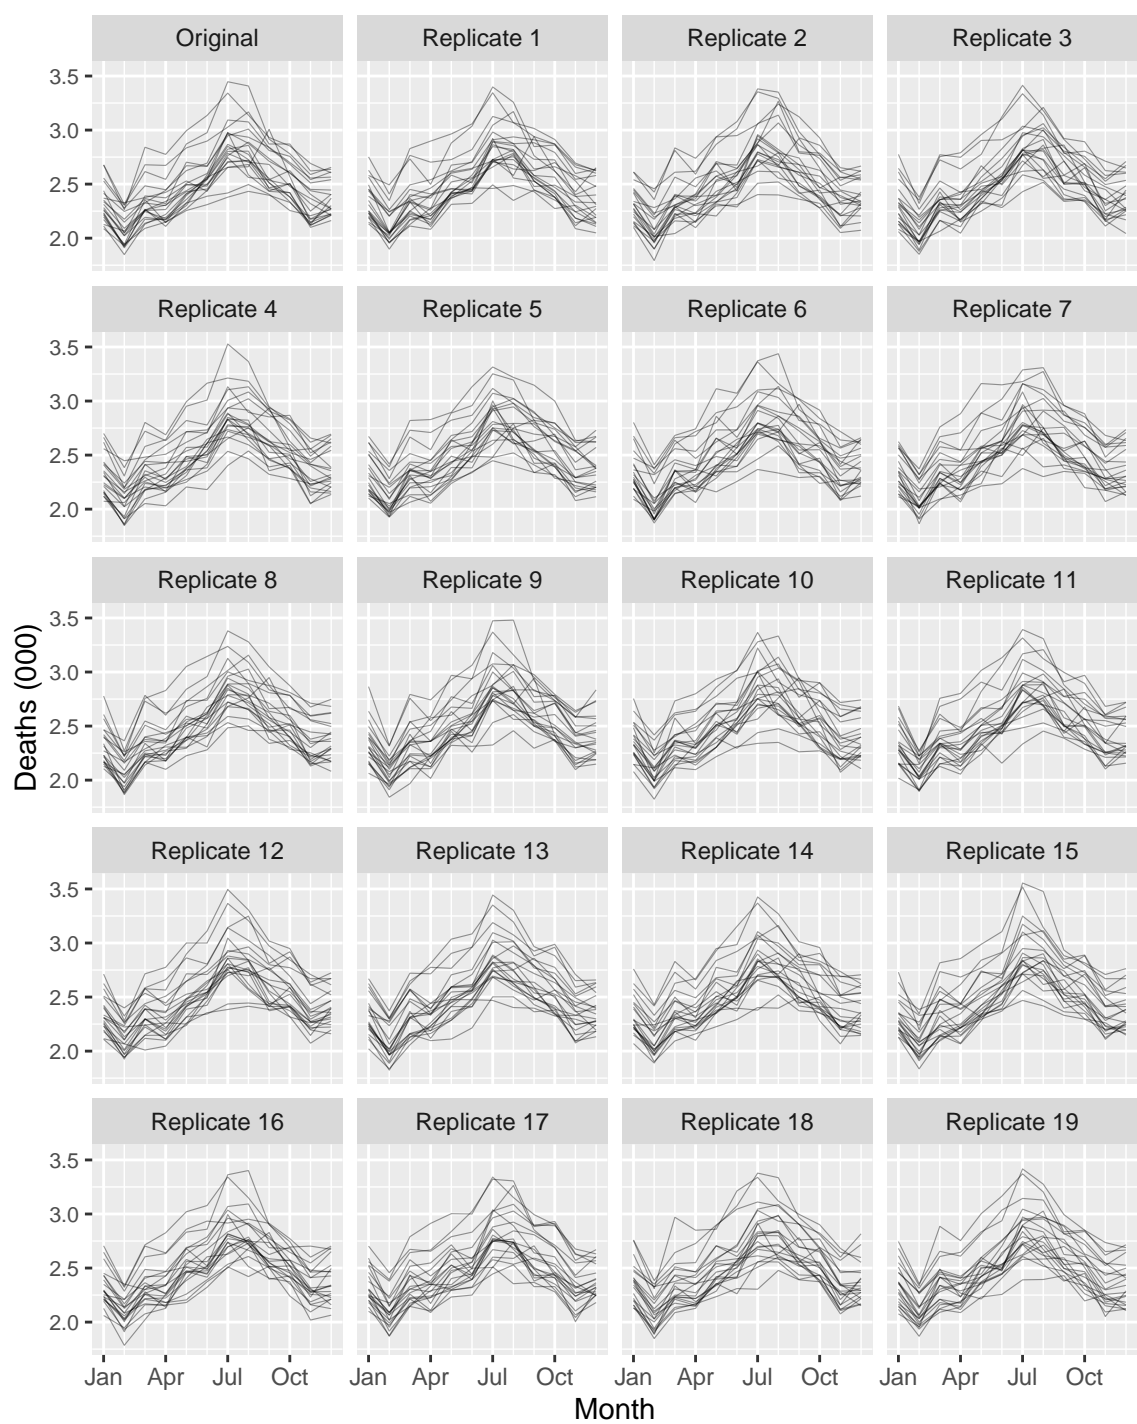 Original Replicate 1 Replicate 2 Replicate 3
3.5
3.0
2.5
2.0
Replicate 4 Replicate 5 Replicate 6 Replicate 7
3.5
3.0
2.5
2.0
Replicate 8 Replicate 9 Replicate 10 Replicate 11
3.5
3.0
2.5
2.0
Deaths (000)
Replicate 12 Replicate 13 Replicate 14 Replicate 15
3.5
3.0
2.5
2.0
Replicate 16 Replicate 17 Replicate 18 Replicate 19
3.5
3.0
2.5
2.0
Jan Apr Jul Oct Jan Apr Jul Oct Jan Apr Jul Oct Jan Apr Jul Oct
Month